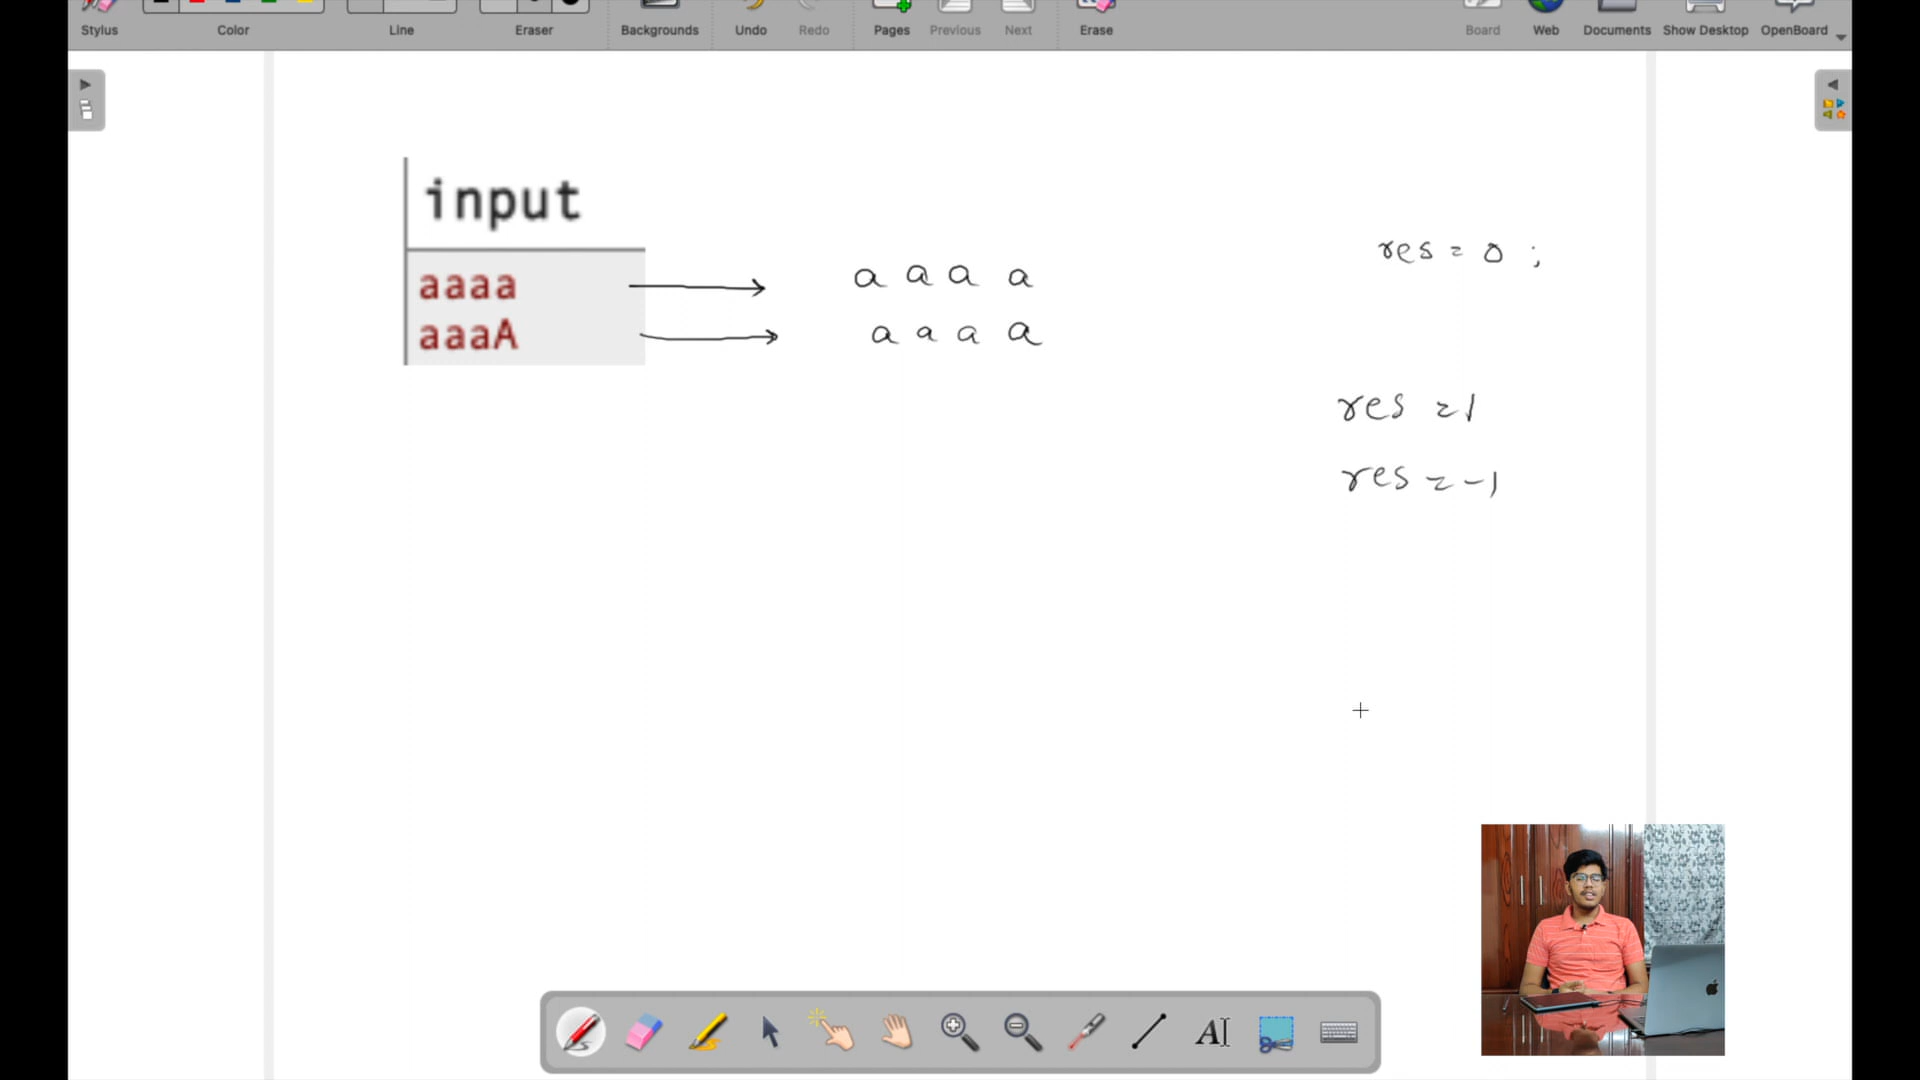 Stylus Color Line Eraser Backgrounds Undo Redo Pages Previous Next Erase Board Web Documents Show Desktop OpenBoard
input
aaaa a a a a
aaaA a a a a
res = 0 ;
res = 1
res = -1
AI